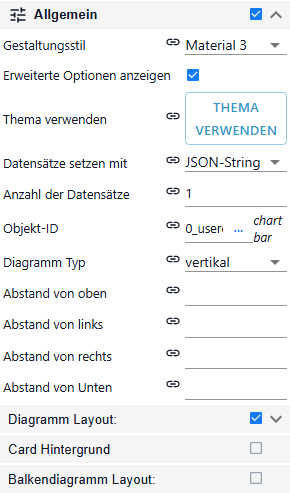 Allgemein
Gestaltungsstil Material 3
Erweiterte Optionen anzeigen
Thema verwenden THEMA
VERWENDEN
Datensätze setzen mit JSON-String
Anzahl der Datensätze 1
Objekt-ID 0_user ... chart
bar
Diagramm Typ vertikal
Abstand von oben
Abstand von links
Abstand von rechts
Abstand von Unten
Diagramm Layout:
Card Hintergrund
Balkendiagramm Layout: